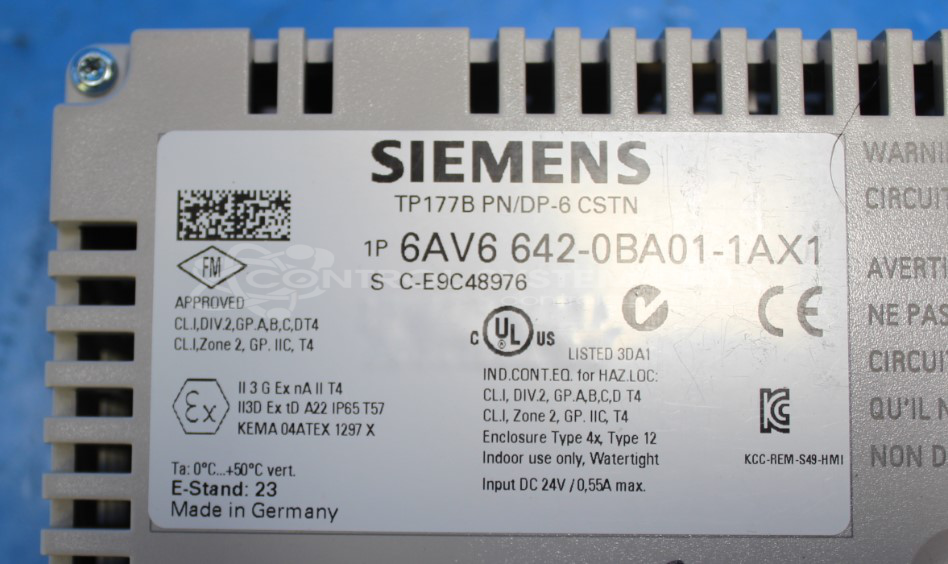 SIEMENS
TP177B PN/DP-6 CSTN
1P 6AV6 642-0BA01-1AX1
S C-E9C48976
FM
APPROVED
CL.I,DIV.2,GP.A,B,C,DT4
CL.I,Zone 2, GP. IIC, T4
C UL US
LISTED 3DA1
CE
IND.CONT.EQ. for HAZ.LOC:
CL.I, DIV.2, GP.A,B,C,D T4
CL.I, Zone 2, GP. IIC, T4
Enclosure Type 4x, Type 12
Indoor use only, Watertight
Input DC 24V / 0,55A max.
Ex
II 3 G Ex nA II T4
II3D Ex tD A22 IP65 T57
KEMA 04ATEX 1297 X
KC
KCC-REM-S49-HMI
Ta: 0°C...+50°C vert.
E-Stand: 23
Made in Germany
WARNI
CIRCUI
AVERTI
NE PAS
CIRCUI
QU'IL N
NON D